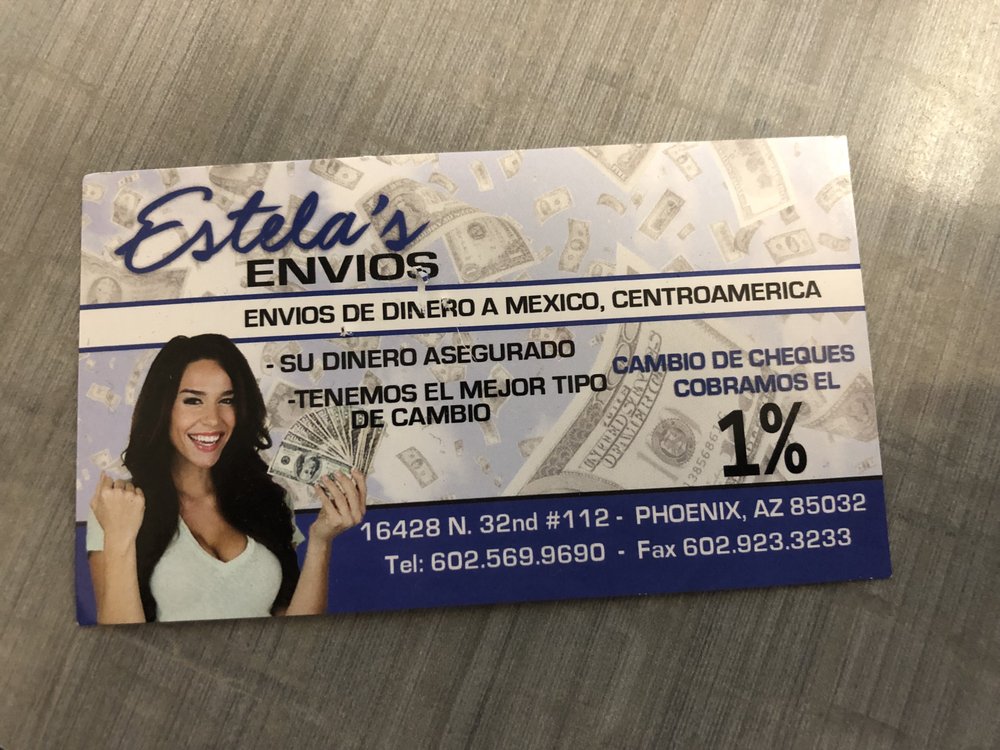 Estela's
ENVIOS
ENVIOS DE DINERO A MEXICO, CENTROAMERICA
- SU DINERO ASEGURADO
-TENEMOS EL MEJOR TIPO
DE CAMBIO
CAMBIO DE CHEQUES
COBRAMOS EL
1%
16428 N. 32nd #112 - PHOENIX, AZ 85032
Tel: 602.569.9690 - Fax 602.923.3233